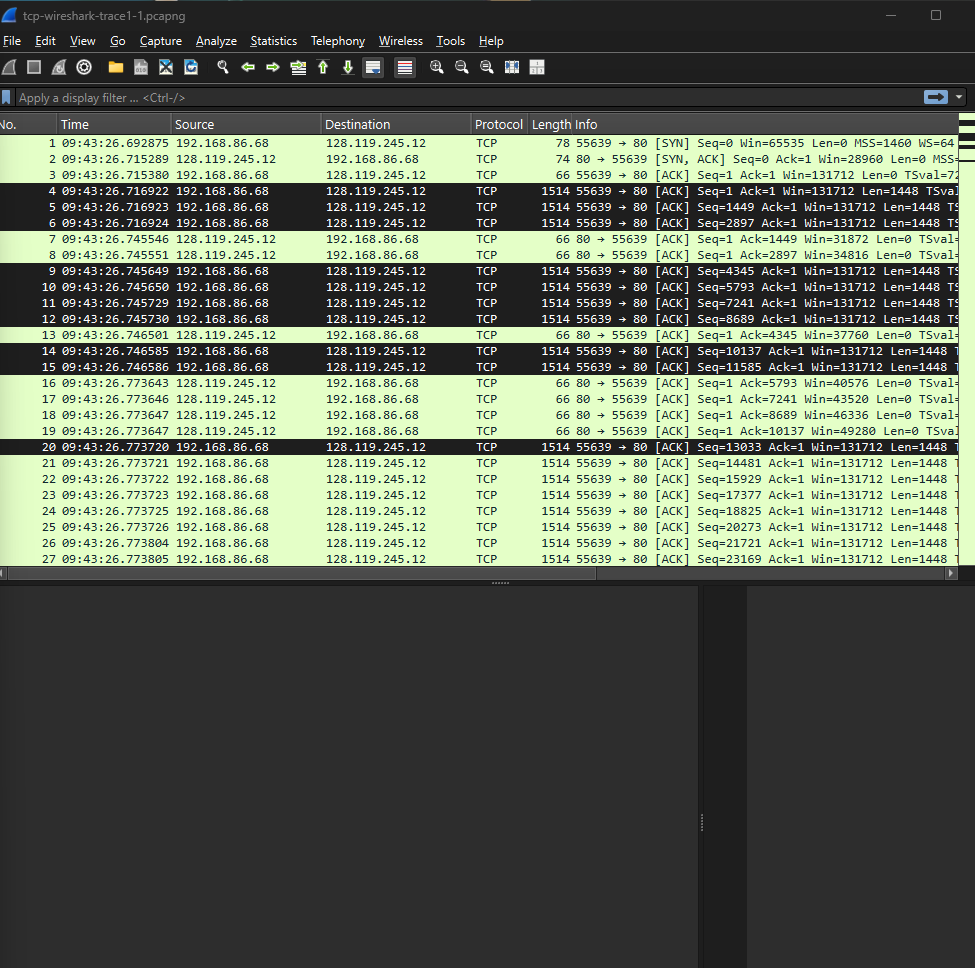 tcp-wireshark-trace1-1.pcapng
File Edit View Go Capture Analyze Statistics Telephony Wireless Tools Help
Apply a display filter ... <Ctrl-/>
No. Time Source Destination Protocol Length Info
1 09:43:26.692875 192.168.86.68 128.119.245.12 TCP 78 55639 → 80 [SYN] Seq=0 Win=65535 Len=0 MSS=1460 WS=64
2 09:43:26.715289 128.119.245.12 192.168.86.68 TCP 74 80 → 55639 [SYN, ACK] Seq=0 Ack=1 Win=28960 Len=0 MSS=
3 09:43:26.715380 192.168.86.68 128.119.245.12 TCP 66 55639 → 80 [ACK] Seq=1 Ack=1 Win=131712 Len=0 TSval=72
4 09:43:26.716922 192.168.86.68 128.119.245.12 TCP 1514 55639 → 80 [ACK] Seq=1 Ack=1 Win=131712 Len=1448 TSval
5 09:43:26.716923 192.168.86.68 128.119.245.12 TCP 1514 55639 → 80 [ACK] Seq=1449 Ack=1 Win=131712 Len=1448 TS
6 09:43:26.716924 192.168.86.68 128.119.245.12 TCP 1514 55639 → 80 [ACK] Seq=2897 Ack=1 Win=131712 Len=1448 TS
7 09:43:26.745546 128.119.245.12 192.168.86.68 TCP 66 80 → 55639 [ACK] Seq=1 Ack=1449 Win=31872 Len=0 TSval=
8 09:43:26.745551 128.119.245.12 192.168.86.68 TCP 66 80 → 55639 [ACK] Seq=1 Ack=2897 Win=34816 Len=0 TSval=
9 09:43:26.745649 192.168.86.68 128.119.245.12 TCP 1514 55639 → 80 [ACK] Seq=4345 Ack=1 Win=131712 Len=1448 TS
10 09:43:26.745650 192.168.86.68 128.119.245.12 TCP 1514 55639 → 80 [ACK] Seq=5793 Ack=1 Win=131712 Len=1448 TS
11 09:43:26.745729 192.168.86.68 128.119.245.12 TCP 1514 55639 → 80 [ACK] Seq=7241 Ack=1 Win=131712 Len=1448 TS
12 09:43:26.745730 192.168.86.68 128.119.245.12 TCP 1514 55639 → 80 [ACK] Seq=8689 Ack=1 Win=131712 Len=1448 TS
13 09:43:26.746501 128.119.245.12 192.168.86.68 TCP 66 80 → 55639 [ACK] Seq=1 Ack=4345 Win=37760 Len=0 TSval=
14 09:43:26.746585 192.168.86.68 128.119.245.12 TCP 1514 55639 → 80 [ACK] Seq=10137 Ack=1 Win=131712 Len=1448 T
15 09:43:26.746586 192.168.86.68 128.119.245.12 TCP 1514 55639 → 80 [ACK] Seq=11585 Ack=1 Win=131712 Len=1448 T
16 09:43:26.773643 128.119.245.12 192.168.86.68 TCP 66 80 → 55639 [ACK] Seq=1 Ack=5793 Win=40576 Len=0 TSval=
17 09:43:26.773646 128.119.245.12 192.168.86.68 TCP 66 80 → 55639 [ACK] Seq=1 Ack=7241 Win=43520 Len=0 TSval=
18 09:43:26.773647 128.119.245.12 192.168.86.68 TCP 66 80 → 55639 [ACK] Seq=1 Ack=8689 Win=46336 Len=0 TSval=
19 09:43:26.773647 128.119.245.12 192.168.86.68 TCP 66 80 → 55639 [ACK] Seq=1 Ack=10137 Win=49280 Len=0 TSval
20 09:43:26.773720 192.168.86.68 128.119.245.12 TCP 1514 55639 → 80 [ACK] Seq=13033 Ack=1 Win=131712 Len=1448 T
21 09:43:26.773721 192.168.86.68 128.119.245.12 TCP 1514 55639 → 80 [ACK] Seq=14481 Ack=1 Win=131712 Len=1448 T
22 09:43:26.773722 192.168.86.68 128.119.245.12 TCP 1514 55639 → 80 [ACK] Seq=15929 Ack=1 Win=131712 Len=1448 T
23 09:43:26.773723 192.168.86.68 128.119.245.12 TCP 1514 55639 → 80 [ACK] Seq=17377 Ack=1 Win=131712 Len=1448 T
24 09:43:26.773725 192.168.86.68 128.119.245.12 TCP 1514 55639 → 80 [ACK] Seq=18825 Ack=1 Win=131712 Len=1448 T
25 09:43:26.773726 192.168.86.68 128.119.245.12 TCP 1514 55639 → 80 [ACK] Seq=20273 Ack=1 Win=131712 Len=1448 T
26 09:43:26.773804 192.168.86.68 128.119.245.12 TCP 1514 55639 → 80 [ACK] Seq=21721 Ack=1 Win=131712 Len=1448 T
27 09:43:26.773805 192.168.86.68 128.119.245.12 TCP 1514 55639 → 80 [ACK] Seq=23169 Ack=1 Win=131712 Len=1448 T